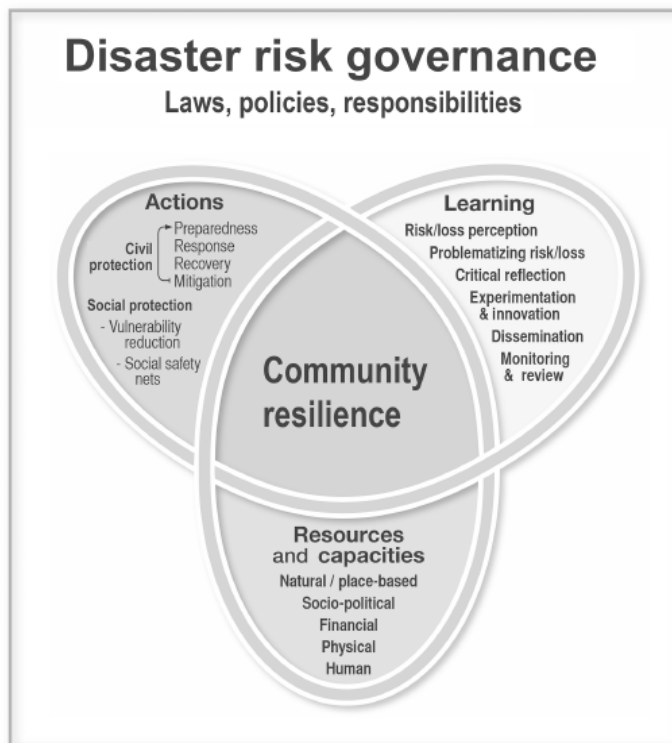 Disaster risk governance
Laws, policies, responsibilities
Actions
Civil
protection
Preparedness
Response
Recovery
Mitigation
Social protection
- Vulnerability
reduction
- Social safety
nets
Learning
Risk/loss perception
Problematizing risk/loss
Critical reflection
Experimentation
& innovation
Dissemination
Monitoring
& review
Community
resilience
Resources
and capacities
Natural / place-based
Socio-political
Financial
Physical
Human